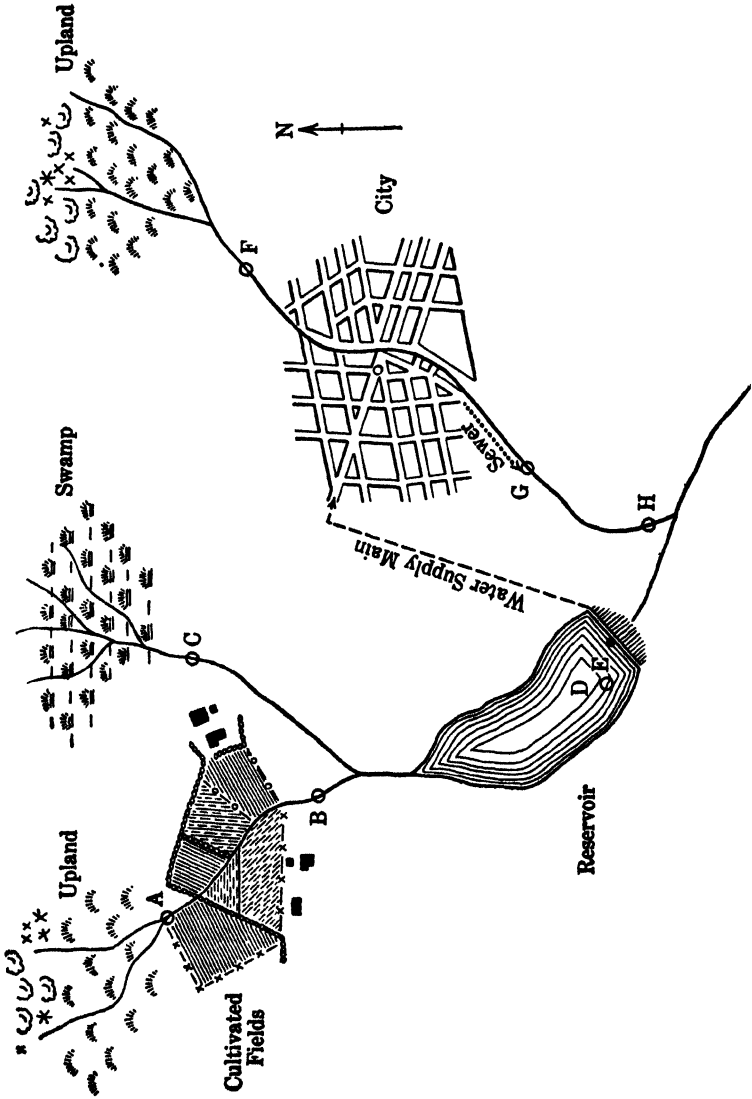 Upland
Swamp
Upland
N
A
B
C
F
Cultivated
Fields
City
Sewer
G
H
Water Supply Main
D
E
Reservoir